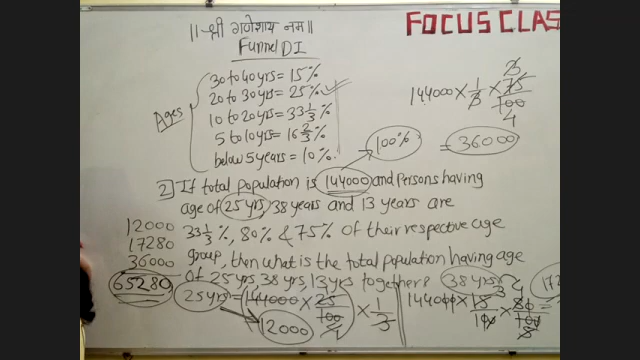 ॥ श्री गणेशाय नम॥
FOCUS CLAS
Funnel DI
Ages
30 to 40 yrs = 15%
20 to 30 yrs = 25%
10 to 20 yrs = 33 1/3 %
5 to 10 yrs = 16 2/3 %
below 5 years = 10%
100%
144000 × 1/3 × 75/100
3
4
= 36000
2) If total population is 144000 and persons having
age of 25 yrs, 38 years and 13 years are
33 1/3 %, 80% & 75% of their respective age
group, then what is the total population having age
of 25 yrs, 38 yrs, 13 yrs together?
12000
17280
36000
65280
25 yrs = 144000 × 25/100 × 1/3
4
12000
38 yrs
144000 × 15/100 × 80/100
17